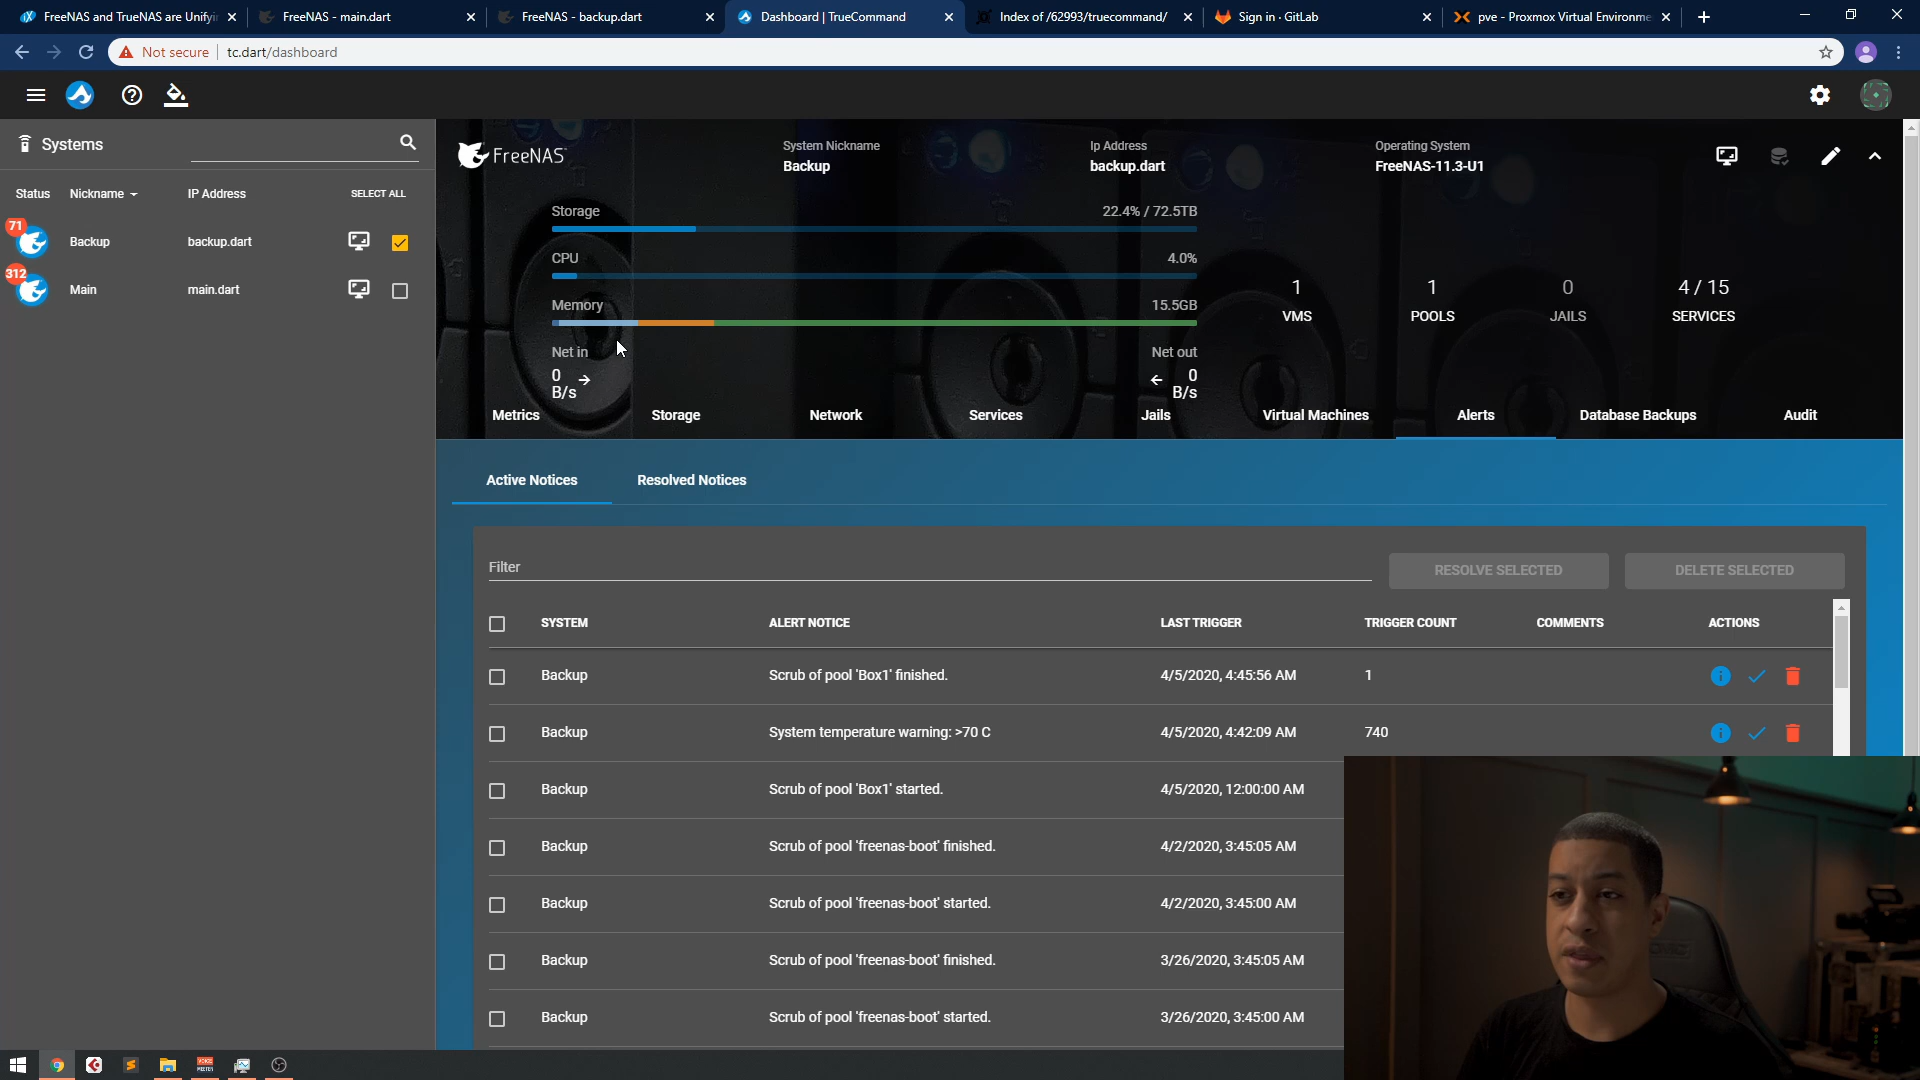 FreeNAS and TrueNAS are Unifyi
FreeNAS - main.dart
FreeNAS - backup.dart
Dashboard | TrueCommand
Index of /62993/truecommand/
Sign in · GitLab
pve - Proxmox Virtual Environme
Not secure
tc.dart/dashboard
Systems
Status
Nickname
IP Address
SELECT ALL
71
Backup
backup.dart
312
Main
main.dart
FreeNAS
System Nickname
Backup
Ip Address
backup.dart
Operating System
FreeNAS-11.3-U1
Storage
22.4% / 72.5TB
CPU
4.0%
Memory
15.5GB
Net in
0
B/s
Net out
0
B/s
1
VMS
1
POOLS
0
JAILS
4 / 15
SERVICES
Metrics
Storage
Network
Services
Jails
Virtual Machines
Alerts
Database Backups
Audit
Active Notices
Resolved Notices
Filter
RESOLVE SELECTED
DELETE SELECTED
SYSTEM
ALERT NOTICE
LAST TRIGGER
TRIGGER COUNT
COMMENTS
ACTIONS
Backup
Scrub of pool 'Box1' finished.
4/5/2020, 4:45:56 AM
1
Backup
System temperature warning: >70 C
4/5/2020, 4:42:09 AM
740
Backup
Scrub of pool 'Box1' started.
4/5/2020, 12:00:00 AM
Backup
Scrub of pool 'freenas-boot' finished.
4/2/2020, 3:45:05 AM
Backup
Scrub of pool 'freenas-boot' started.
4/2/2020, 3:45:00 AM
Backup
Scrub of pool 'freenas-boot' finished.
3/26/2020, 3:45:05 AM
Backup
Scrub of pool 'freenas-boot' started.
3/26/2020, 3:45:00 AM